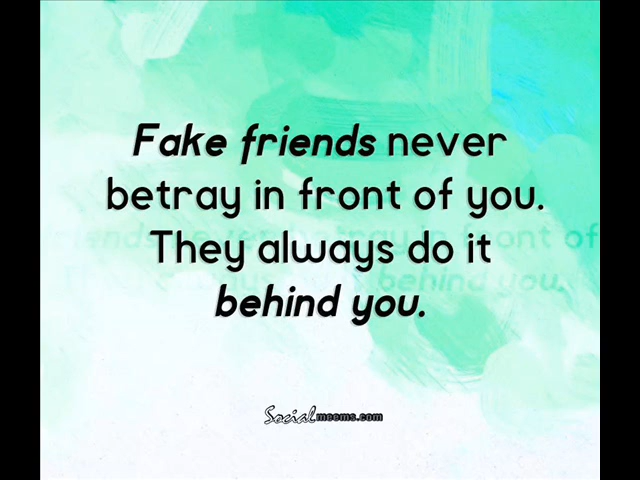 Fake friends never
betray in front of you.
They always do it
behind you.
Socialmeems.com